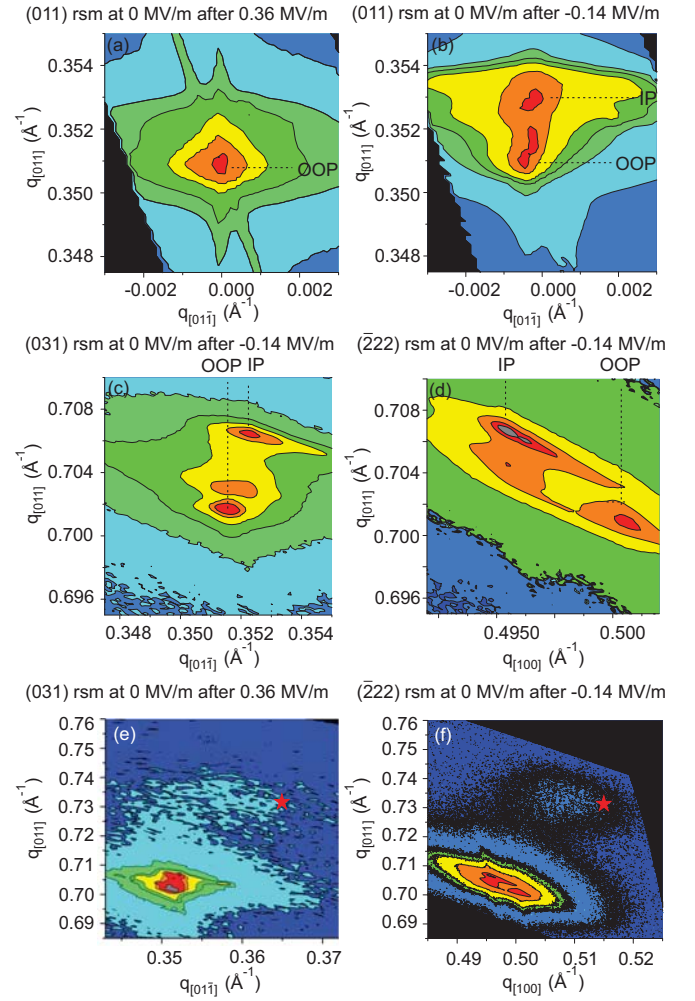 (011) rsm at 0 MV/m after 0.36 MV/m
(011) rsm at 0 MV/m after -0.14 MV/m
(a)
0.354
0.352
0.350
0.348
q[011] (Å⁻¹)
OOP
-0.002 0.000 0.002
q[011̄] (Å⁻¹)
(b)
0.354
0.352
0.350
0.348
q[011] (Å⁻¹)
IP
OOP
-0.002 0.000 0.002
q[011̄] (Å⁻¹)
(031) rsm at 0 MV/m after -0.14 MV/m
(2̄22) rsm at 0 MV/m after -0.14 MV/m
OOP IP
(c)
0.708
0.704
0.700
0.696
q[011] (Å⁻¹)
0.348 0.350 0.352 0.354
q[011̄] (Å⁻¹)
IP OOP
(d)
0.708
0.704
0.700
0.696
q[011] (Å⁻¹)
0.4950 0.500
q[100] (Å⁻¹)
(031) rsm at 0 MV/m after 0.36 MV/m
(2̄22) rsm at 0 MV/m after -0.14 MV/m
(e)
0.76
0.75
0.74
0.73
0.72
0.71
0.70
0.69
q[011] (Å⁻¹)
0.35 0.36 0.37
q[011̄] (Å⁻¹)
(f)
0.76
0.75
0.74
0.73
0.72
0.71
0.70
0.69
q[011] (Å⁻¹)
0.49 0.50 0.51 0.52
q[100] (Å⁻¹)